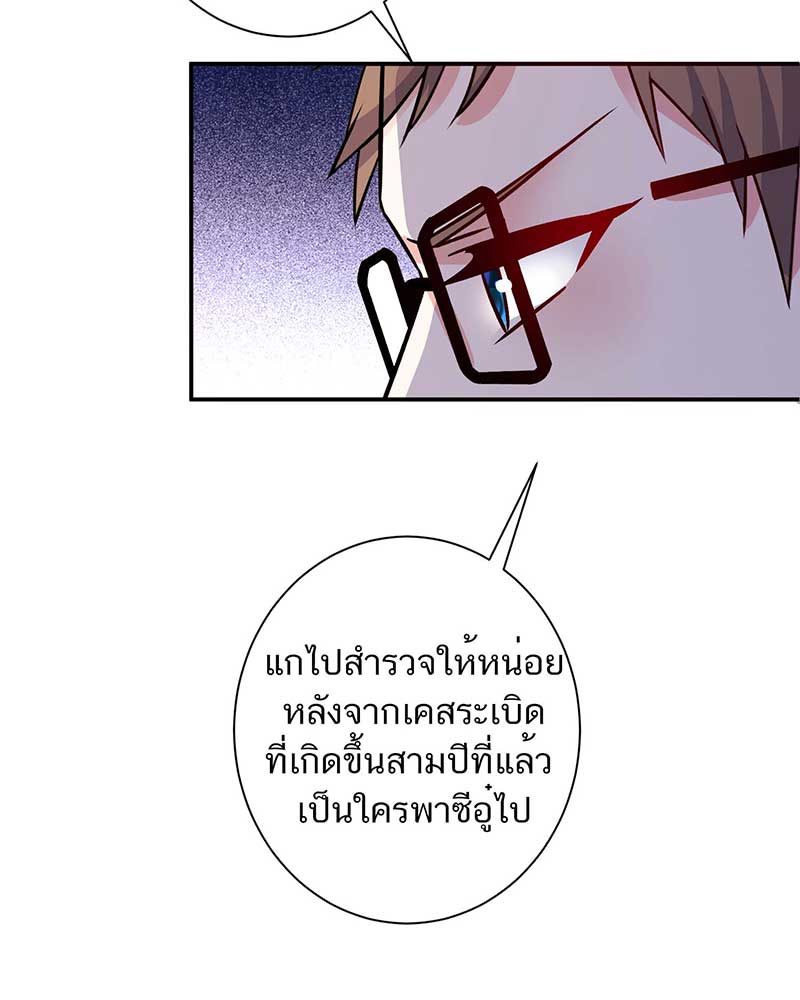 แกไปสำรวจให้หน่อย
หลังจากเคสระเบิด
ที่เกิดขึ้นสามปีที่แล้ว
เป็นใครพาซีอู๋ไป